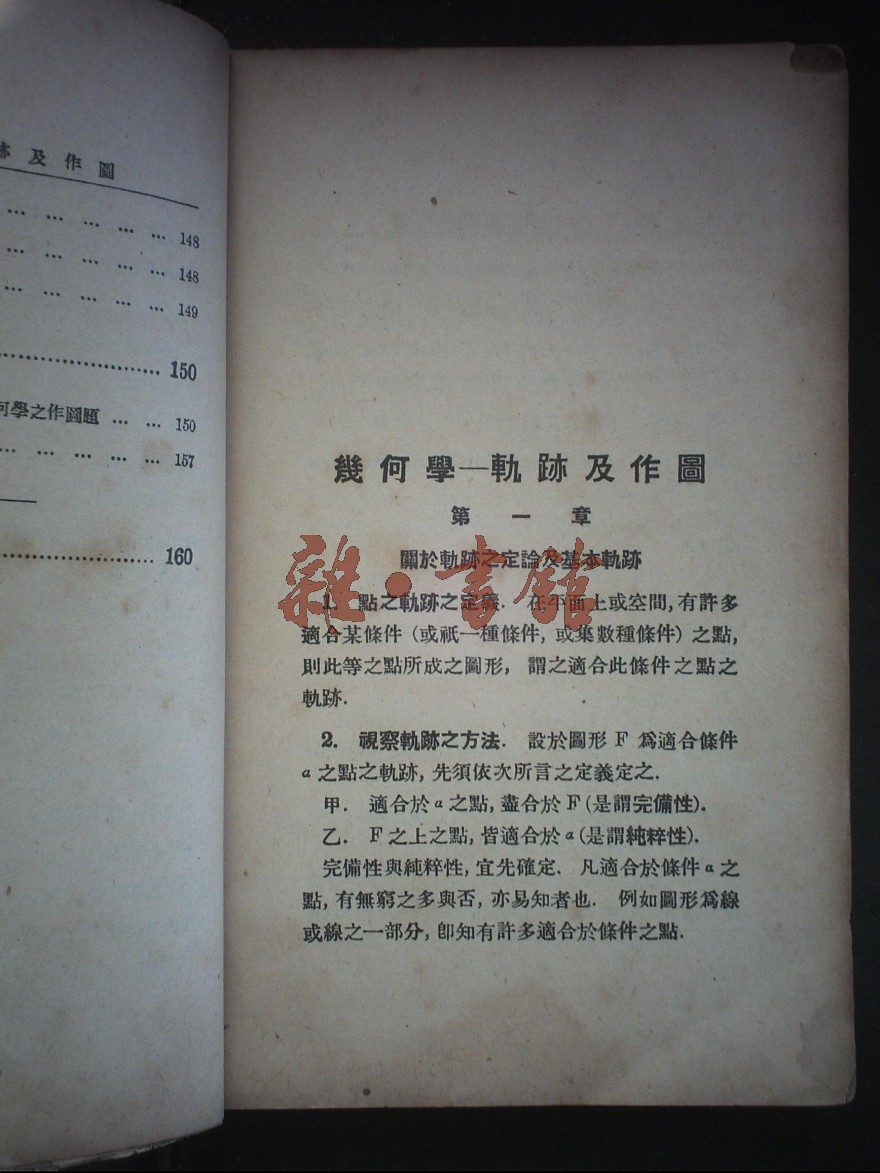 跡及作圖
… … … … … 148
… … … … … 148
… … … … … 149
........................ 150
何學之作圖題 … … 150
… … … … … 157
........................ 160
幾何學—軌跡及作圖
第一章
關於軌跡之定論及基本軌跡
1. 點之軌跡之定義. 在平面上或空間,有許多
適合某條件 (或祇一種條件, 或集數種條件) 之點,
則此等之點所成之圖形, 謂之適合此條件之點之
軌跡.
2. 視察軌跡之方法. 設於圖形 F 爲適合條件
α之點之軌跡, 先須依次所言之定義定之.
甲. 適合於α之點, 盡合於 F (是謂完備性).
乙. F 之上之點, 皆適合於α(是謂純粹性).
完備性與純粹性, 宜先確定. 凡適合於條件α之
點, 有無窮之多與否, 亦易知者也. 例如圖形爲線
或線之一部分, 卽知有許多適合於條件之點.
雜·書館